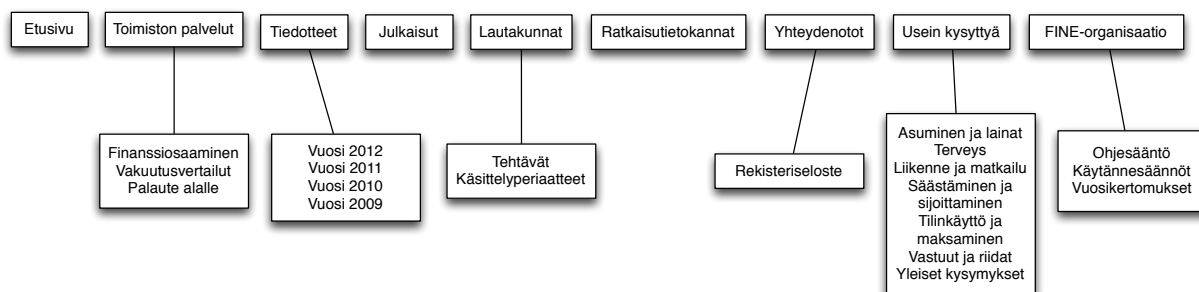 Etusivu
Toimiston palvelut
Tiedotteet
Julkaisut
Lautakunnat
Ratkaisutietokannat
Yhteydenotot
Usein kysyttyä
FINE-organisaatio
Finanssiosaaminen
Vakuutusvertailut
Palaute alalle
Vuosi 2012
Vuosi 2011
Vuosi 2010
Vuosi 2009
Tehtävät
Käsittelyperiaatteet
Rekisteriseloste
Asuminen ja lainat
Terveys
Liikenne ja matkailu
Säästäminen ja
sijoittaminen
Tilinkäyttö ja
maksaminen
Vastuut ja riidat
Yleiset kysymykset
Ohjesääntö
Käytännesäännöt
Vuosikertomukset